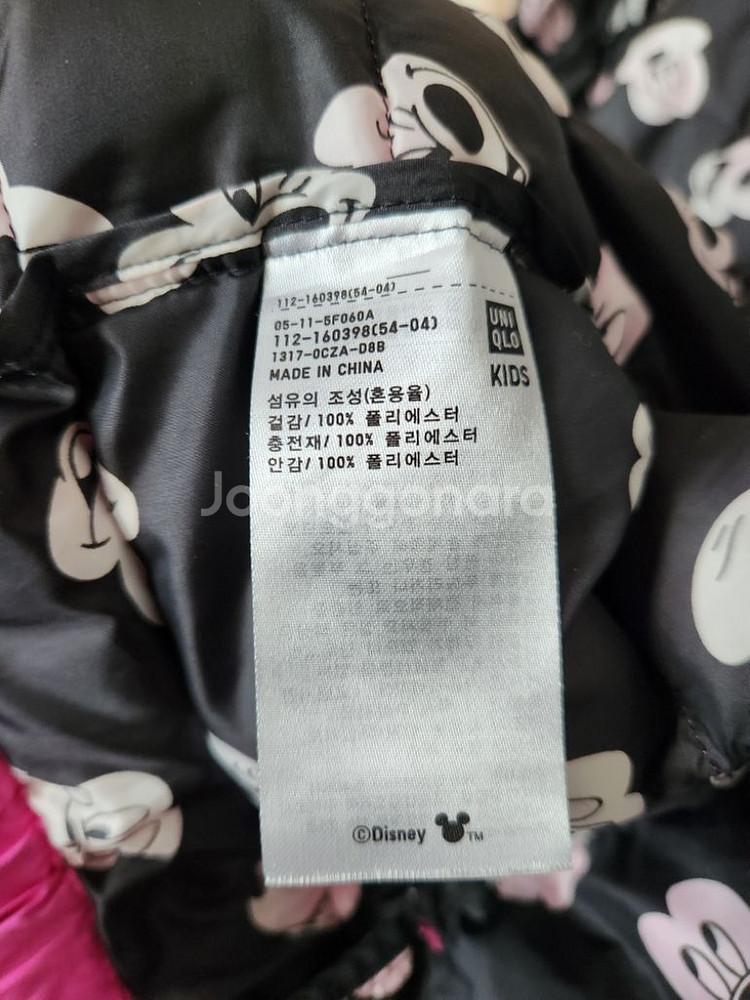 112-160398(54-04)
05-11-5F060A
112-160398(54-04)
1317-0CZA-D8B
MADE IN CHINA
UNI
QLO
KIDS
섬유의 조성(혼용율)
겉감/ 100% 폴리에스터
충전재/ 100% 폴리에스터
안감/ 100% 폴리에스터
Joonggonara
©Disney TM